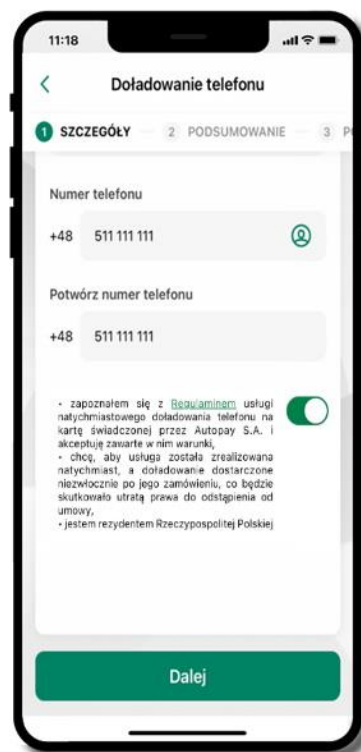 11:18
Doładowanie telefonu
1 SZCZEGÓŁY 2 PODSUMOWANIE 3
Numer telefonu
+48 511 111 111
Potwórz numer telefonu
+48 511 111 111
- zapoznałem się z Regulaminem usługi
natychmiastowego doładowania telefonu na
kartę świadczonej przez Autopay S.A. i
akceptuję zawarte w nim warunki,
- chcę, aby usługa została zrealizowana
natychmiast, a doładowanie dostarczone
niezwłocznie po jego zamówieniu, co będzie
skutkowało utratą prawa do odstąpienia od
umowy,
- jestem rezydentem Rzeczypospolitej Polskiej
Dalej